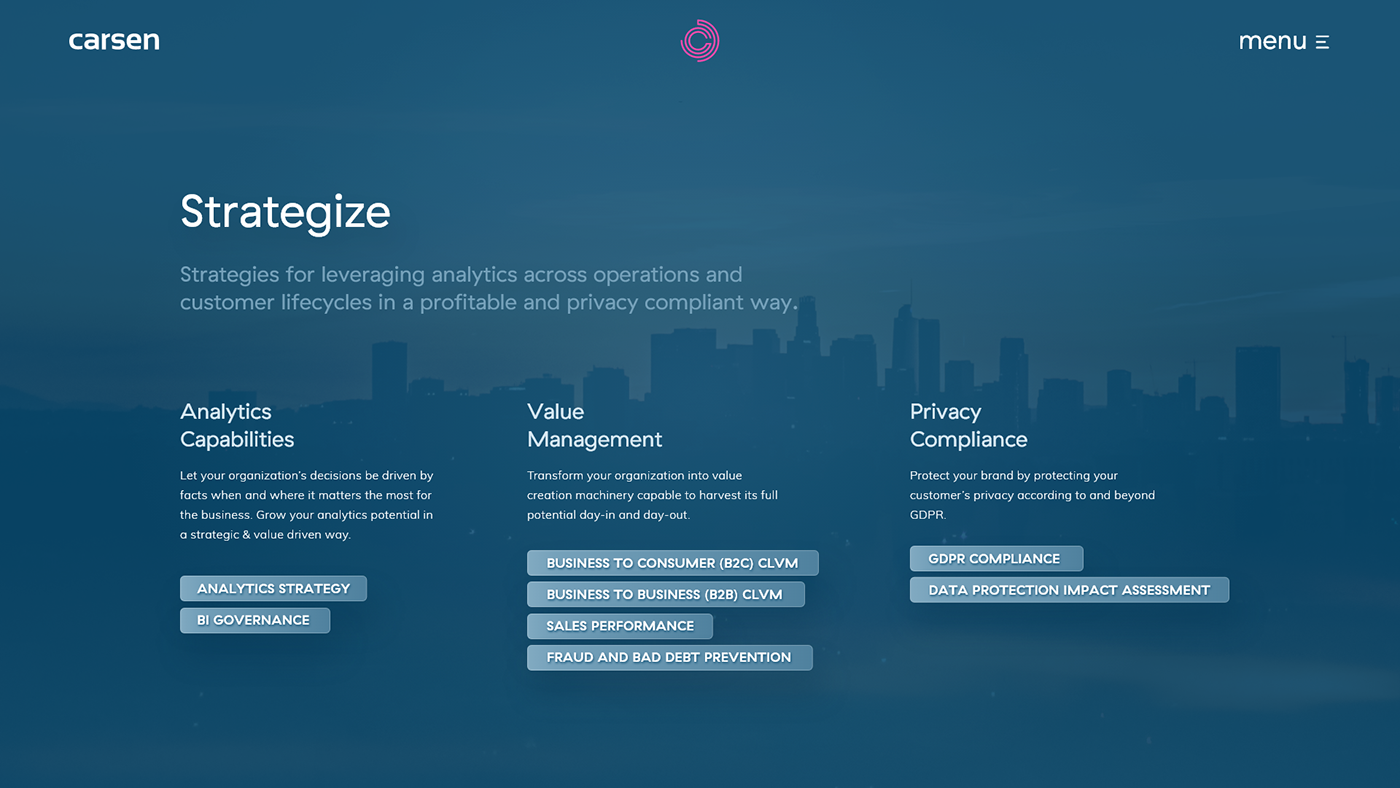 carsen
menu
Strategize
Strategies for leveraging analytics across operations and
customer lifecycles in a profitable and privacy compliant way.
Analytics
Capabilities
Let your organization's decisions be driven by
facts when and where it matters the most for
the business. Grow your analytics potential in
a strategic & value driven way.
ANALYTICS STRATEGY
BI GOVERNANCE
Value
Management
Transform your organization into value
creation machinery capable to harvest its full
potential day-in and day-out.
BUSINESS TO CONSUMER (B2C) CLVM
BUSINESS TO BUSINESS (B2B) CLVM
SALES PERFORMANCE
FRAUD AND BAD DEBT PREVENTION
Privacy
Compliance
Protect your brand by protecting your
customer's privacy according to and beyond
GDPR.
GDPR COMPLIANCE
DATA PROTECTION IMPACT ASSESSMENT